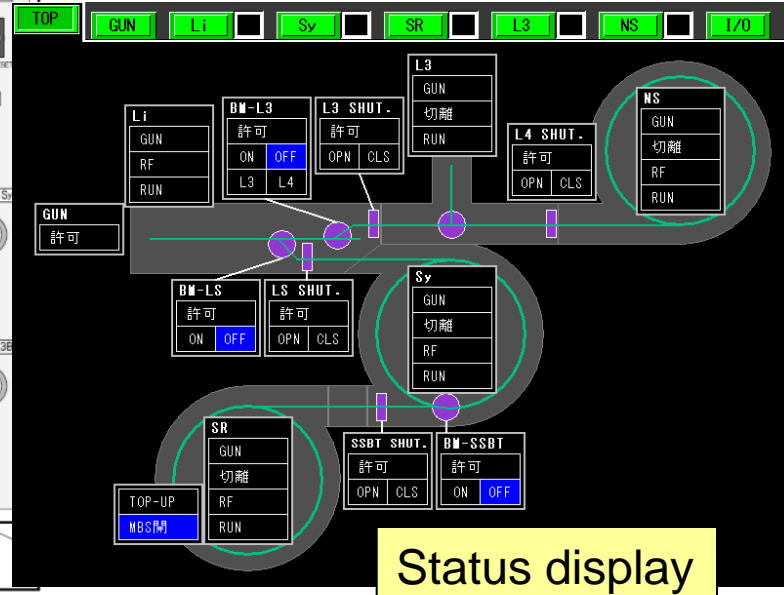 TOP GUN Li Sy SR L3 NS I/O
L3
GUN
切離
RUN
NS
GUN
切離
RF
RUN
Li
GUN
RF
RUN
BM-L3
許可
ON OFF
L3 L4
L3 SHUT.
許可
OPN CLS
L4 SHUT.
許可
OPN CLS
GUN
許可
BM-LS
許可
ON OFF
LS SHUT.
許可
OPN CLS
Sy
GUN
切離
RF
RUN
SR
GUN
切離
RF
RUN
TOP-UP
MBS開
SSBT SHUT.
許可
OPN CLS
BM-SSBT
許可
ON OFF
Status display